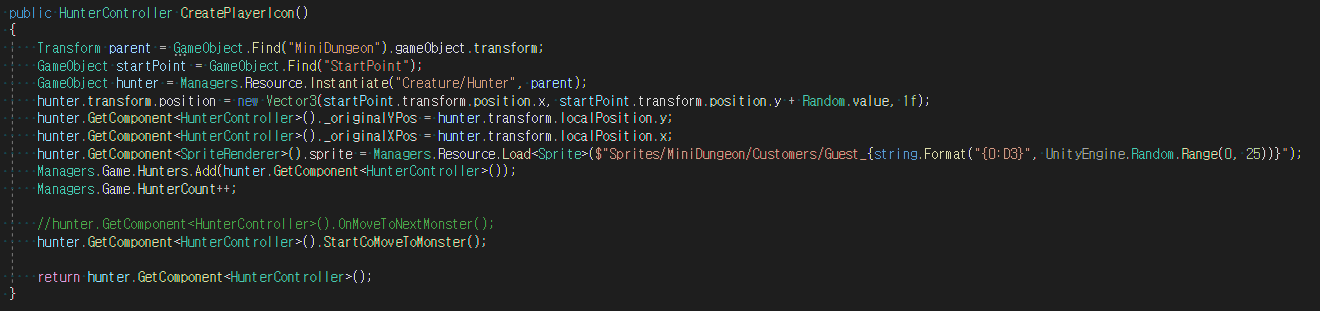 public HunterController CreatePlayerIcon()
{
Transform parent = GameObject.Find("MiniDungeon").gameObject.transform;
GameObject startPoint = GameObject.Find("StartPoint");
GameObject hunter = Managers.Resource.Instantiate("Creature/Hunter", parent);
hunter.transform.position = new Vector3(startPoint.transform.position.x, startPoint.transform.position.y + Random.value, 1f);
hunter.GetComponent<HunterController>()._originalYPos = hunter.transform.localPosition.y;
hunter.GetComponent<HunterController>()._originalXPos = hunter.transform.localPosition.x;
hunter.GetComponent<SpriteRenderer>().sprite = Managers.Resource.Load<Sprite>($"Sprites/MiniDungeon/Customers/Guest_{string.Format("{0:D3}", UnityEngine.Random.Range(0, 25))}");
Managers.Game.Hunters.Add(hunter.GetComponent<HunterController>());
Managers.Game.HunterCount++;
//hunter.GetComponent<HunterController>().OnMoveToNextMonster();
hunter.GetComponent<HunterController>().StartCoMoveToMonster();
return hunter.GetComponent<HunterController>();
}